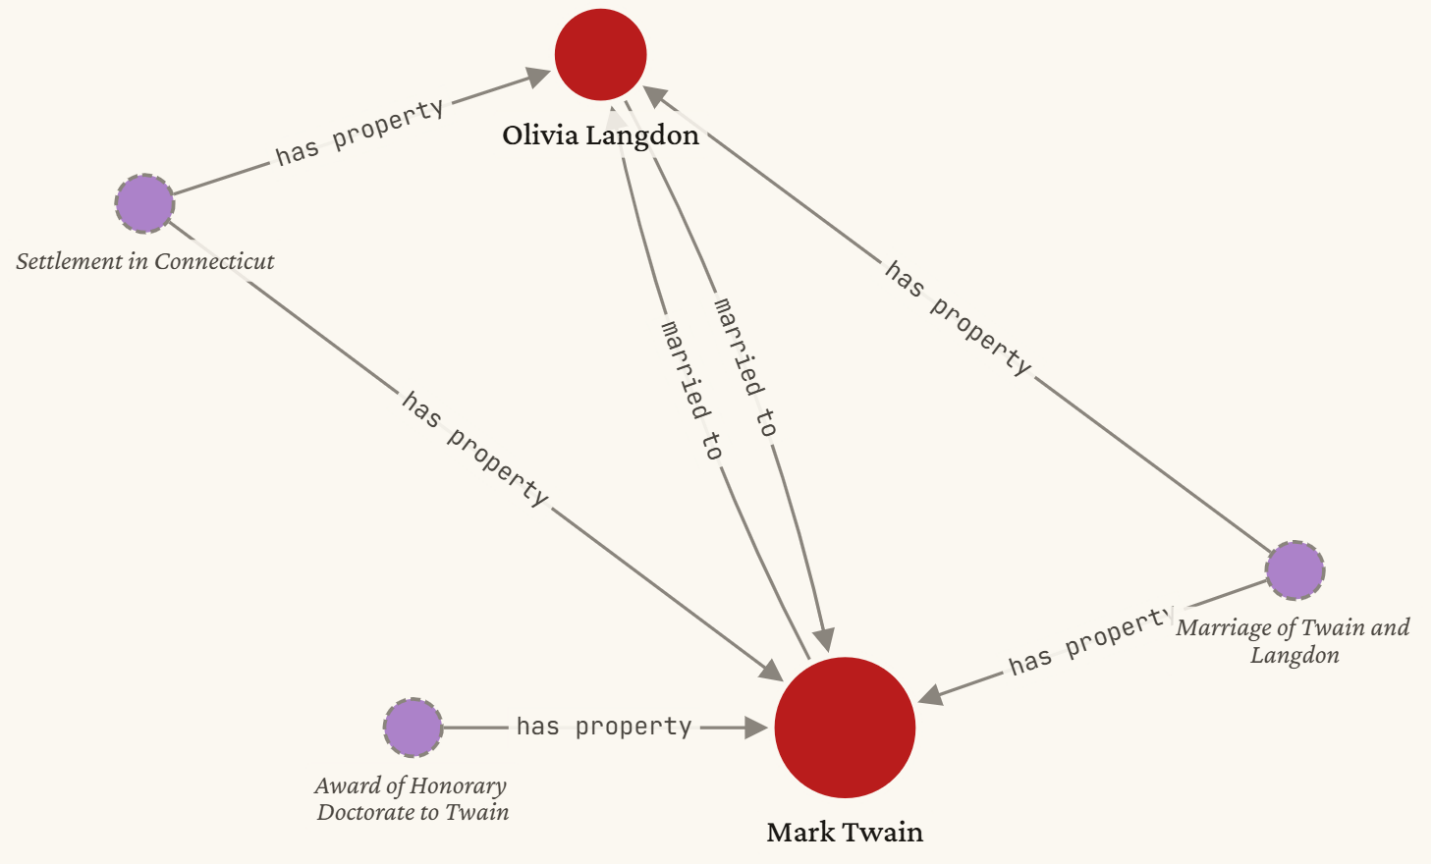 Olivia Langdon
has property
Settlement in Connecticut
has property
married to
married to
has property
has property
has property
Marriage of Twain and
Langdon
Award of Honorary
Doctorate to Twain
Mark Twain